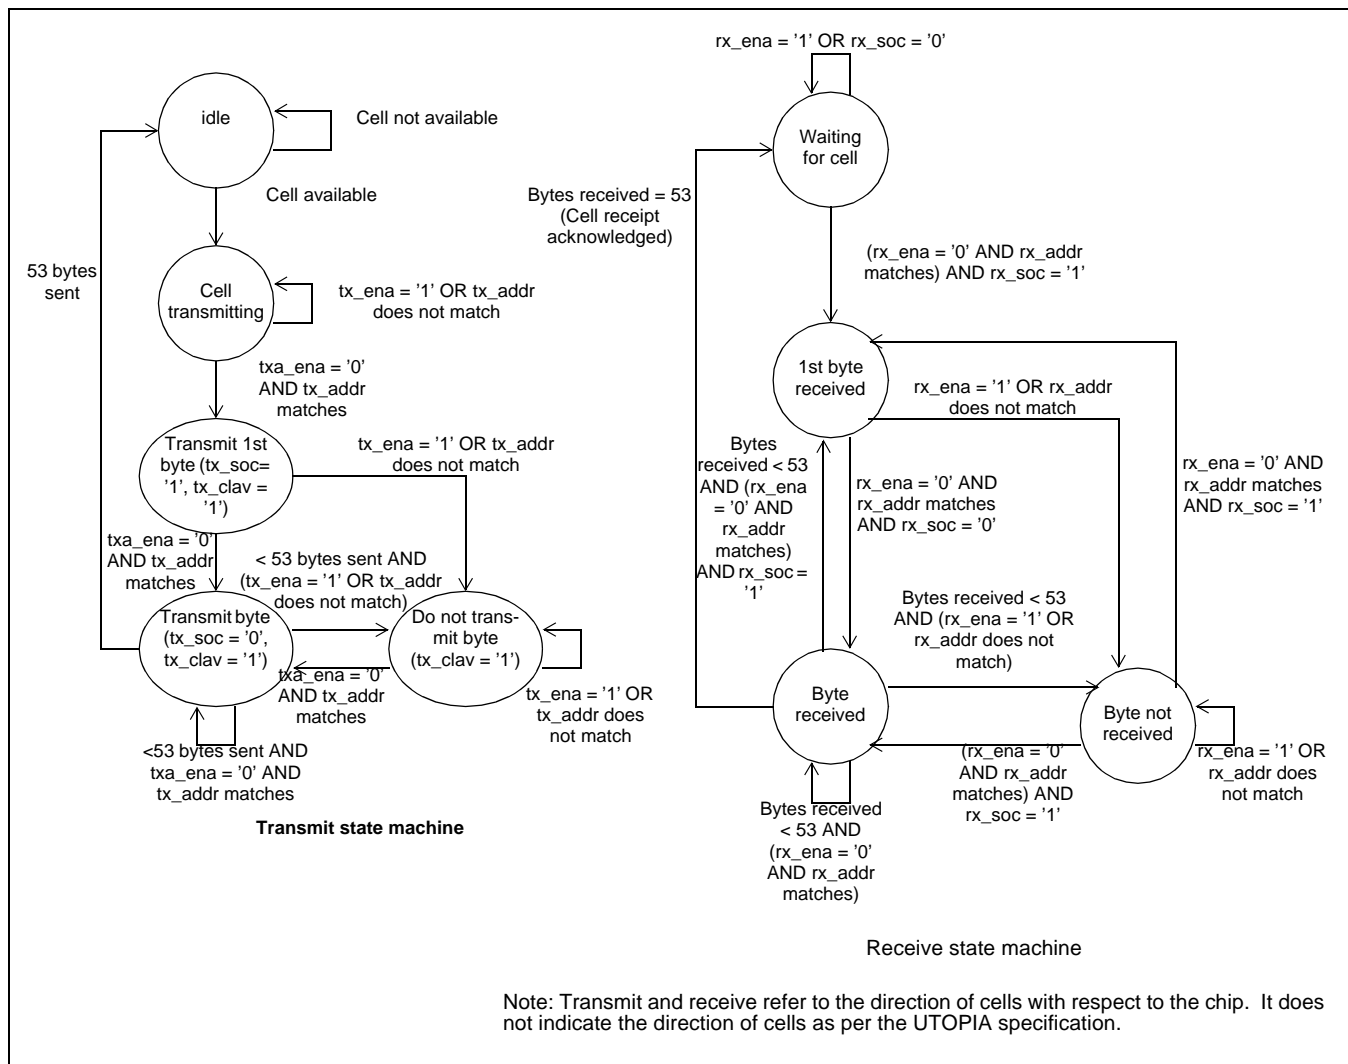 idle
Cell not available
Cell available
53 bytes
sent
Cell
transmitting
tx_ena = '1' OR tx_addr
does not match
txa_ena = '0'
AND tx_addr
matches
Transmit 1st
byte (tx_soc=
'1', tx_clav =
'1')
tx_ena = '1' OR tx_addr
does not match
txa_ena = '0'
AND tx_addr
matches
< 53 bytes sent AND
(tx_ena = '1' OR tx_addr
does not match)
Transmit byte
(tx_soc = '0',
tx_clav = '1')
Do not trans-
mit byte
(tx_clav = '1')
txa_ena = '0'
AND tx_addr
matches
tx_ena = '1' OR
tx_addr does
not match
<53 bytes sent AND
txa_ena = '0' AND
tx_addr matches
Transmit state machine
rx_ena = '1' OR rx_soc = '0'
Waiting
for cell
Bytes received = 53
(Cell receipt
acknowledged)
(rx_ena = '0' AND rx_addr
matches) AND rx_soc = '1'
1st byte
received
rx_ena = '1' OR rx_addr
does not match
Bytes
received < 53
AND (rx_ena
= '0' AND
rx_addr
matches)
AND rx_soc =
'1'
rx_ena = '0' AND
rx_addr matches
AND rx_soc = '0'
rx_ena = '0' AND
rx_addr matches
AND rx_soc = '1'
Bytes received < 53
AND (rx_ena = '1' OR
rx_addr does not
match)
Byte
received
Byte not
received
(rx_ena = '0'
AND rx_addr
matches) AND
rx_soc = '1'
rx_ena = '1' OR
rx_addr does
not match
Bytes received
< 53 AND
(rx_ena = '0'
AND rx_addr
matches)
Receive state machine
Note: Transmit and receive refer to the direction of cells with respect to the chip. It does
not indicate the direction of cells as per the UTOPIA specification.